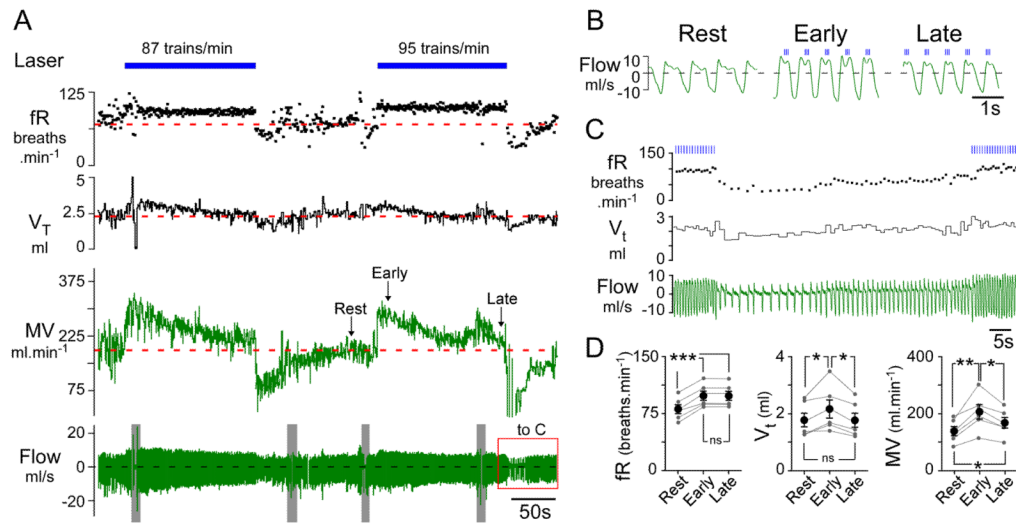 A
Laser
87 trains/min
95 trains/min
125
fR
breaths
.min-1
0
5
2.5
VT
ml
0
375
MV
225
ml.min-1
75
Early
Rest
Late
20
Flow
0
ml/s
-20
to C
50s
B
Rest
Early
Late
Flow
ml/s
10
0
-10
1s
C
150
fR
breaths
.min-1
0
3
Vt
ml
0
Flow
ml/s
10
0
-10
5s
D
fR (breaths.min-1)
150
75
0
***
ns
Rest
Early
Late
Vt (ml)
4
2
0
* *
ns
Rest
Early
Late
MV (ml.min-1)
400
200
0
** *
*
Rest
Early
Late